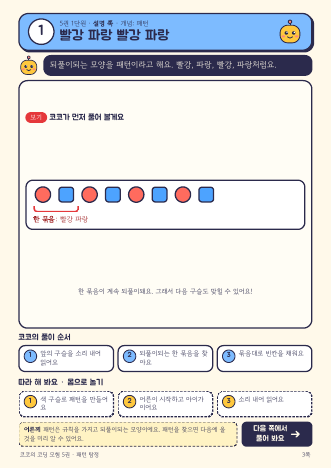 1
5권 1단원 · 설명 쪽 · 개념: 패턴
빨강 파랑 빨강 파랑
되풀이되는 모양을 패턴이라고 해요. 빨강, 파랑, 빨강, 파랑처럼요.
보기 코코가 먼저 풀어 볼게요
한 묶음: 빨강 파랑
한 묶음이 계속 되풀이돼요. 그래서 다음 구슬도 맞힐 수 있어요!
코코의 풀이 순서
1 앞의 구슬을 소리 내어
읽어요
2 되풀이되는 한 묶음을 찾
아요
3 묶음대로 빈칸을 채워요
따라 해 봐요 · 몸으로 놀기
1 색 구슬로 패턴을 만들어
요
2 어른이 시작하고 아이가
이어요
3 소리 내어 읽어요
어른께 패턴은 규칙을 가지고 되풀이되는 모양이에요. 패턴을 찾으면 다음에 올
것을 미리 알 수 있어요.
다음 쪽에서
풀어 봐요 →
코코의 코딩 모험 5권 · 패턴 탐정
3쪽